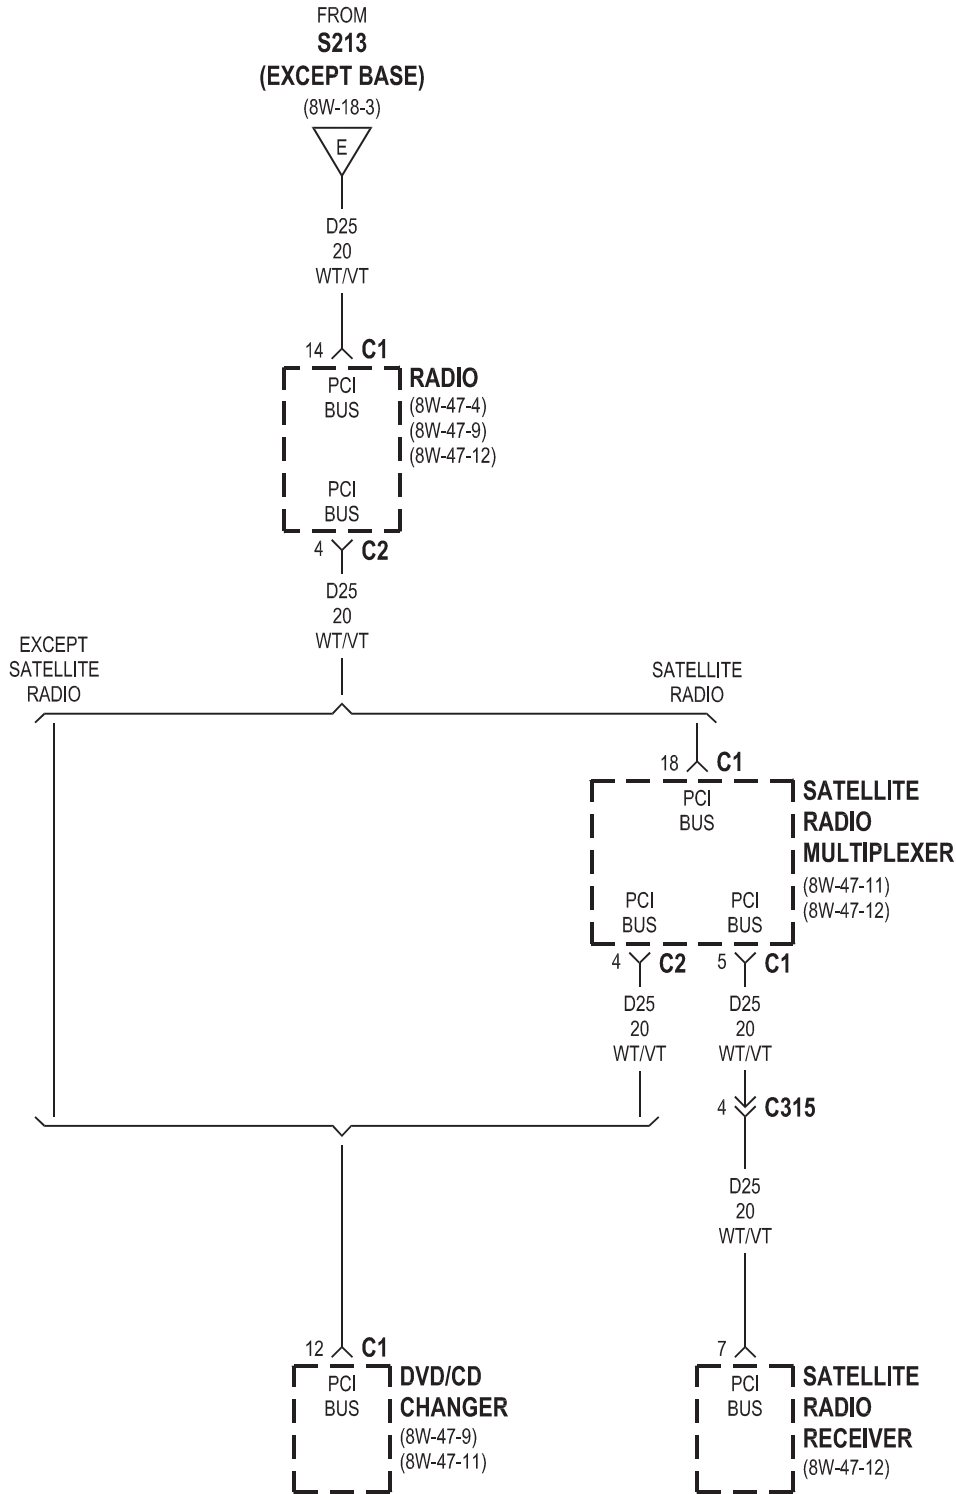 FROM
S213
(EXCEPT BASE)
(8W-18-3)
E
D25
20
WT/VT
14 C1
PCI
BUS
RADIO
(8W-47-4)
(8W-47-9)
(8W-47-12)
PCI
BUS
4 C2
D25
20
WT/VT
EXCEPT
SATELLITE
RADIO
SATELLITE
RADIO
18 C1
PCI
BUS
SATELLITE
RADIO
MULTIPLEXER
(8W-47-11)
(8W-47-12)
PCI
BUS
PCI
BUS
4 C2
5 C1
D25
20
WT/VT
D25
20
WT/VT
4 C315
D25
20
WT/VT
12 C1
PCI
BUS
DVD/CD
CHANGER
(8W-47-9)
(8W-47-11)
7
PCI
BUS
SATELLITE
RADIO
RECEIVER
(8W-47-12)